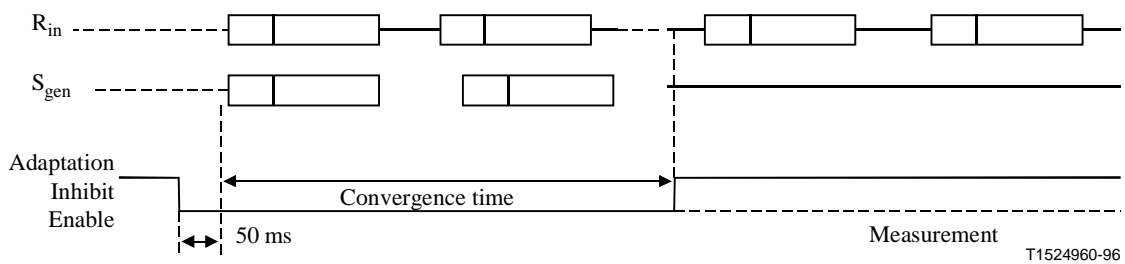 R_in
S_gen
Adaptation
Inhibit
Enable
Convergence time
50 ms
Measurement
T1524960-96